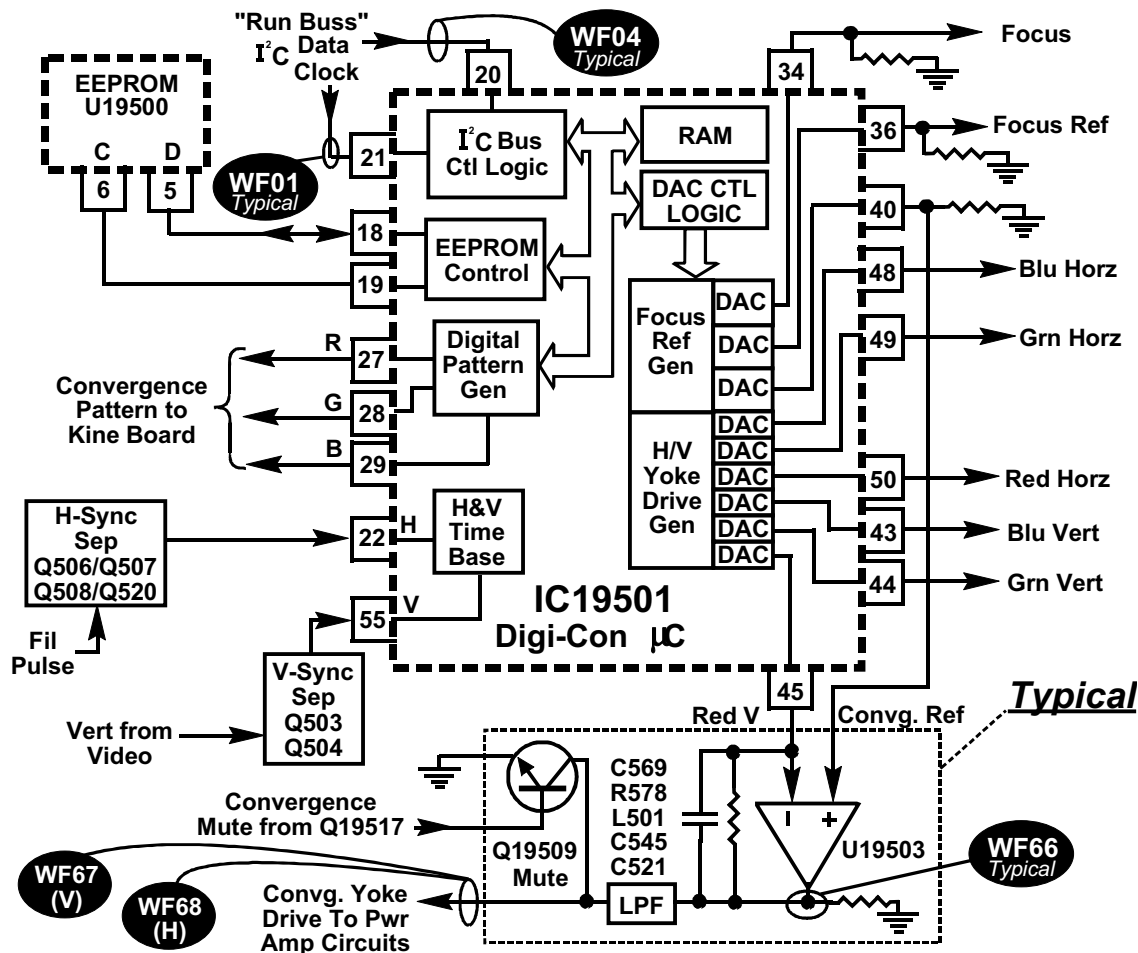 "Run Buss"
I²C Data
Clock
WF04
Typical
Focus
20
34
EEPROM
U19500
C D
6 5
WF01
Typical
21
I²C Bus
Ctl Logic
RAM
36
Focus Ref
DAC CTL
LOGIC
40
18
EEPROM
Control
19
48
Blu Horz
Focus
Ref
Gen
DAC
DAC
DAC
49
Grn Horz
R
27
Digital
Pattern
Gen
Convergence
Pattern to
Kine Board
G
28
B
29
H/V
Yoke
Drive
Gen
DAC
DAC
DAC
DAC
DAC
DAC
50
Red Horz
43
Blu Vert
44
Grn Vert
H-Sync
Sep
Q506/Q507
Q508/Q520
22
H
H&V
Time
Base
55
V
IC19501
Digi-Con μC
Fil
Pulse
V-Sync
Sep
Q503
Q504
Vert from
Video
45
Red V
Convg. Ref
Typical
C569
R578
L501
C545
C521
Convergence
Mute from Q19517
Q19509
Mute
- +
U19503
WF66
Typical
WF67
(V)
WF68
(H)
Convg. Yoke
Drive To Pwr
Amp Circuits
LPF